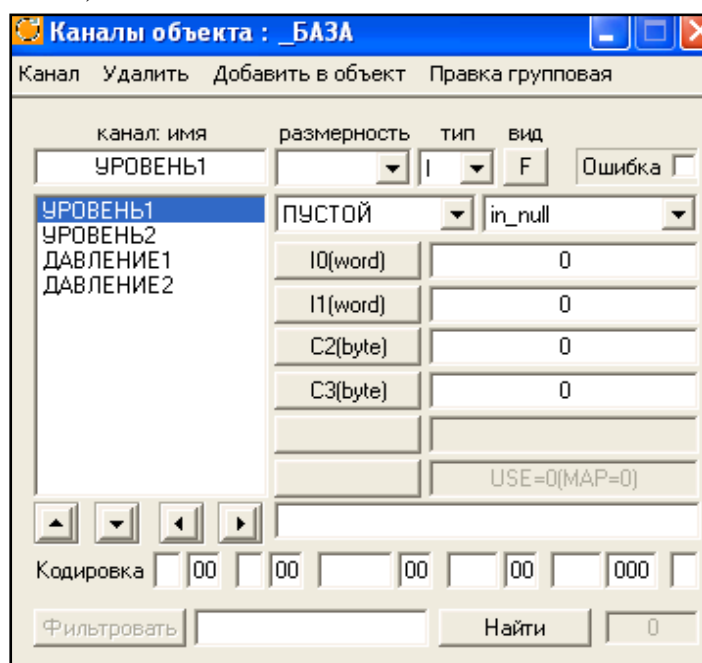 Каналы объекта : _БАЗА
Канал Удалить Добавить в объект Правка групповая
канал: имя размерность тип вид
УРОВЕНЬ1 I F Ошибка
УРОВЕНЬ1 ПУСТОЙ in_null
УРОВЕНЬ2
ДАВЛЕНИЕ1 I0(word) 0
ДАВЛЕНИЕ2
I1(word) 0
C2(byte) 0
C3(byte) 0
USE=0(MAP=0)
Кодировка 00 00 00 00 000
Фильтровать Найти 0